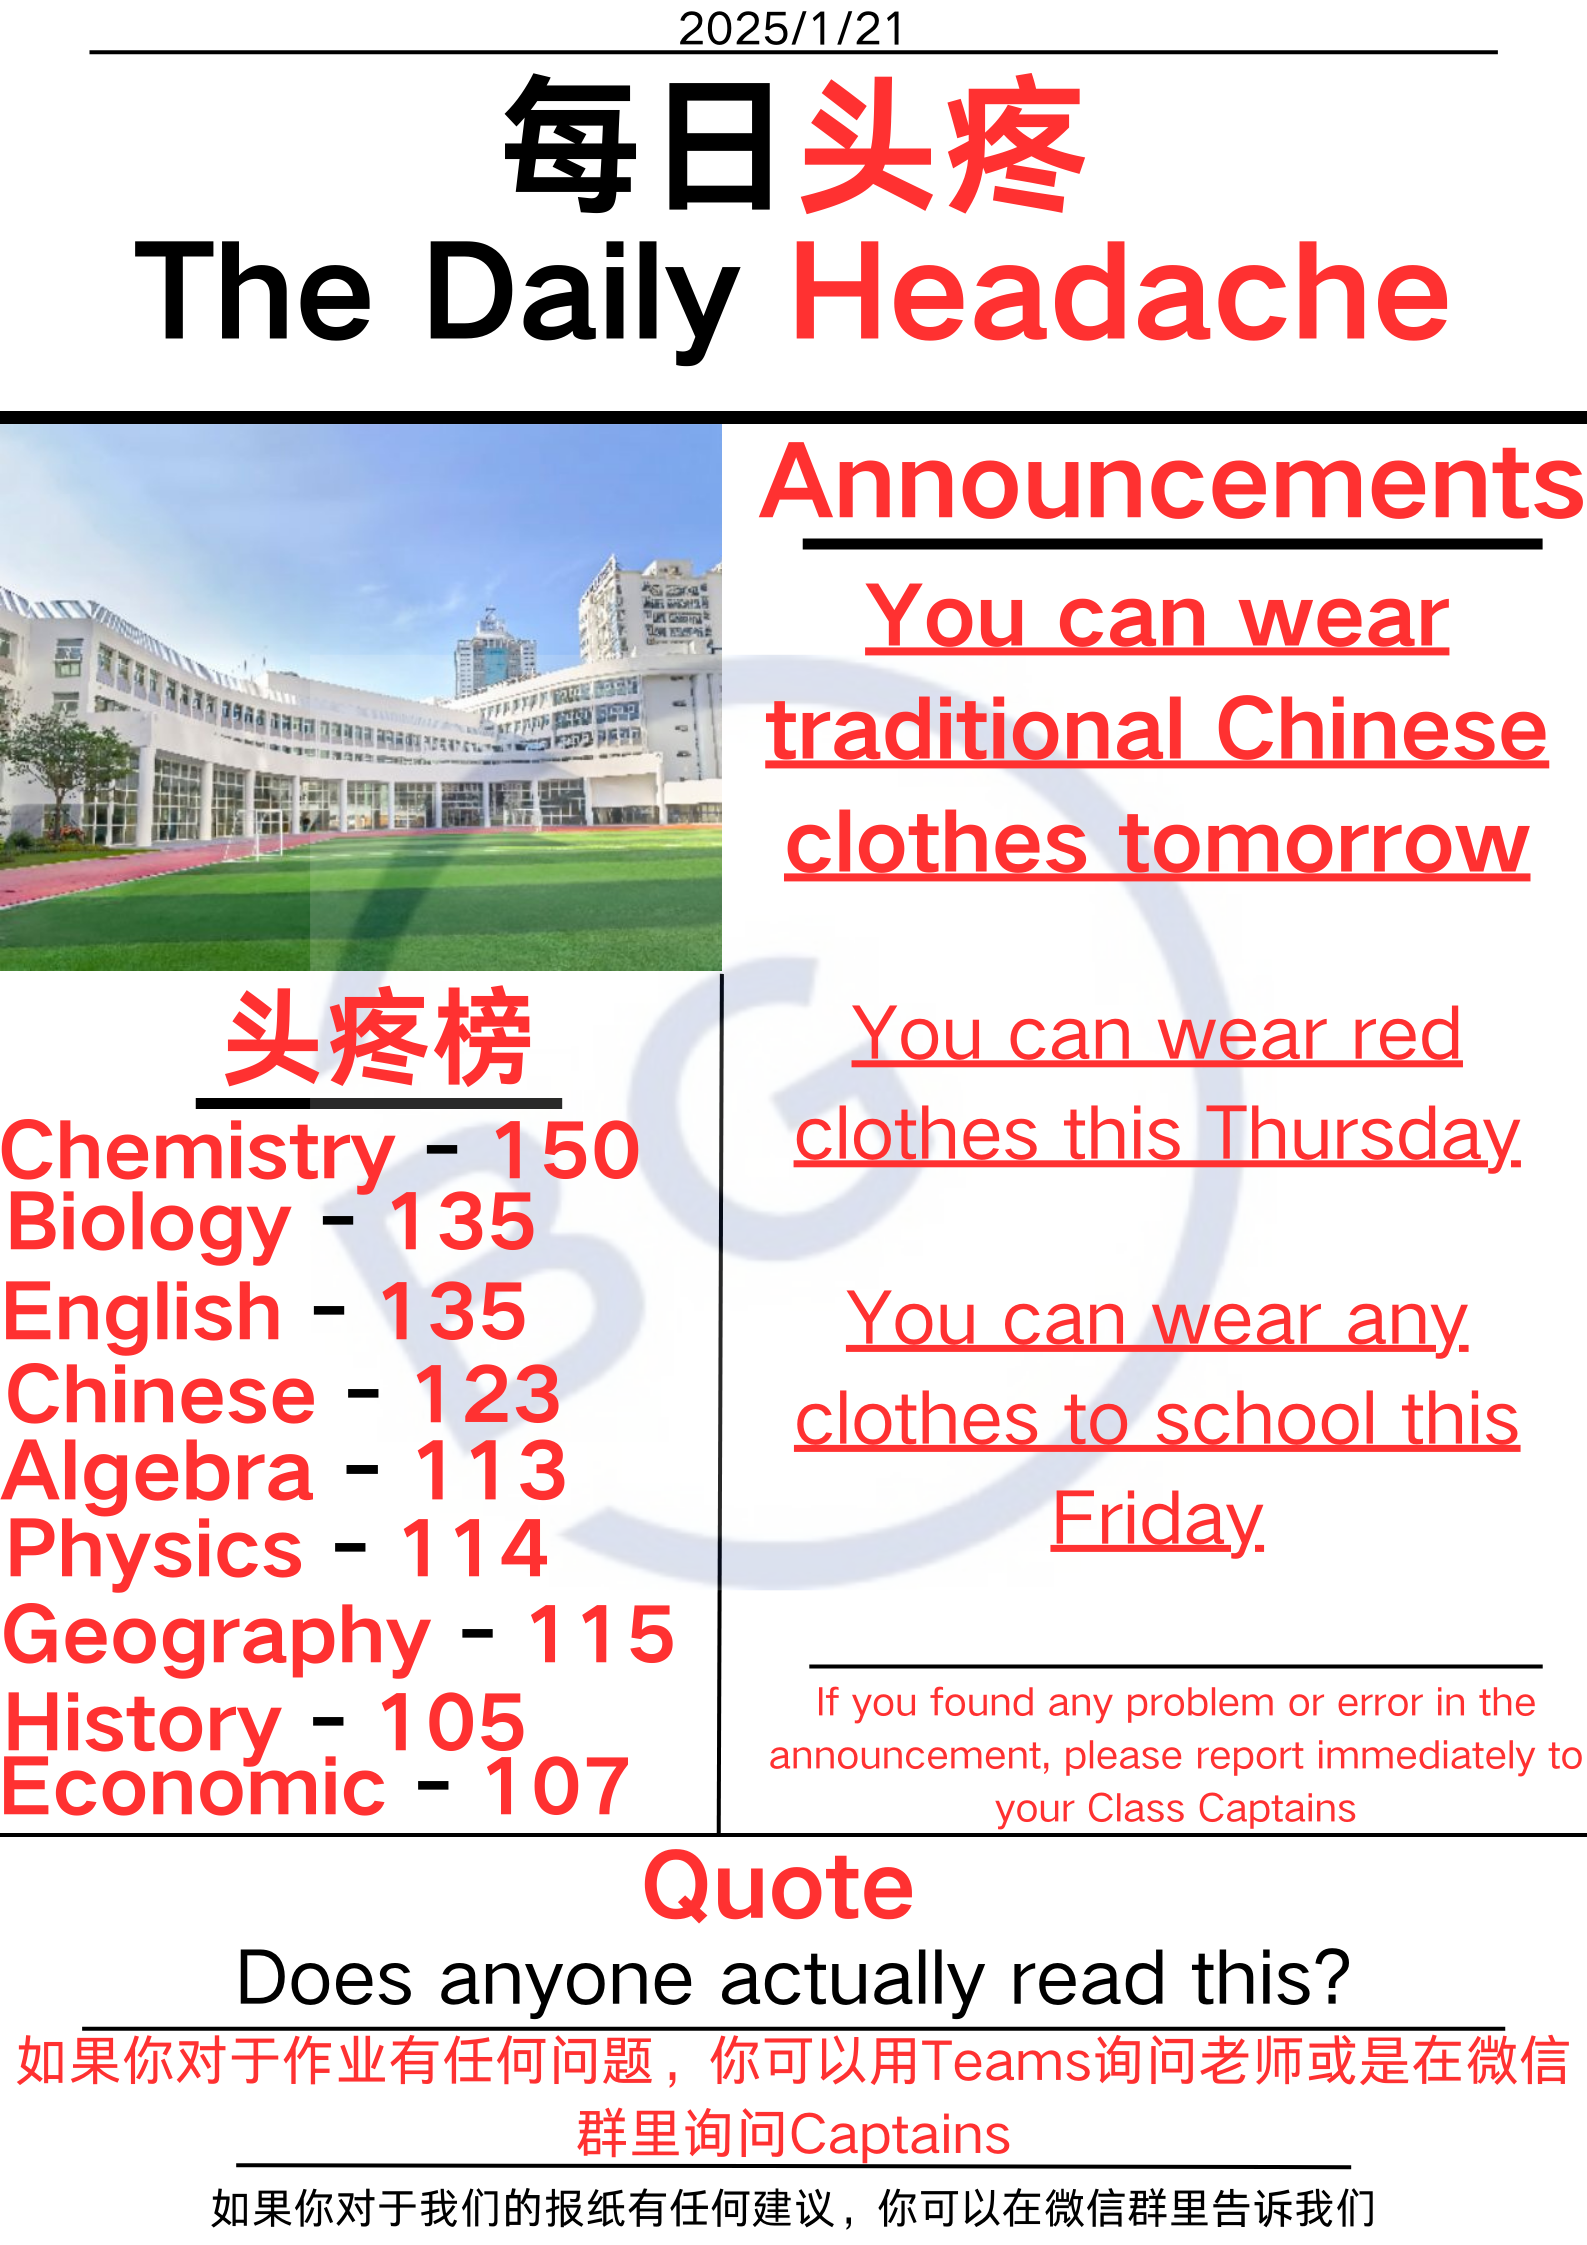 2025/1/21
每日头疼
The Daily Headache
Announcements
You can wear
traditional Chinese
clothes tomorrow
You can wear red
clothes this Thursday
You can wear any
clothes to school this
Friday
If you found any problem or error in the
announcement, please report immediately to
your Class Captains
头疼榜
Chemistry - 150
Biology - 135
English - 135
Chinese - 123
Algebra - 113
Physics - 114
Geography - 115
History - 105
Economic - 107
BG
Quote
Does anyone actually read this?
如果你对于作业有任何问题，你可以用Teams询问老师或是在微信
群里询问Captains
如果你对于我们的报纸有任何建议，你可以在微信群里告诉我们